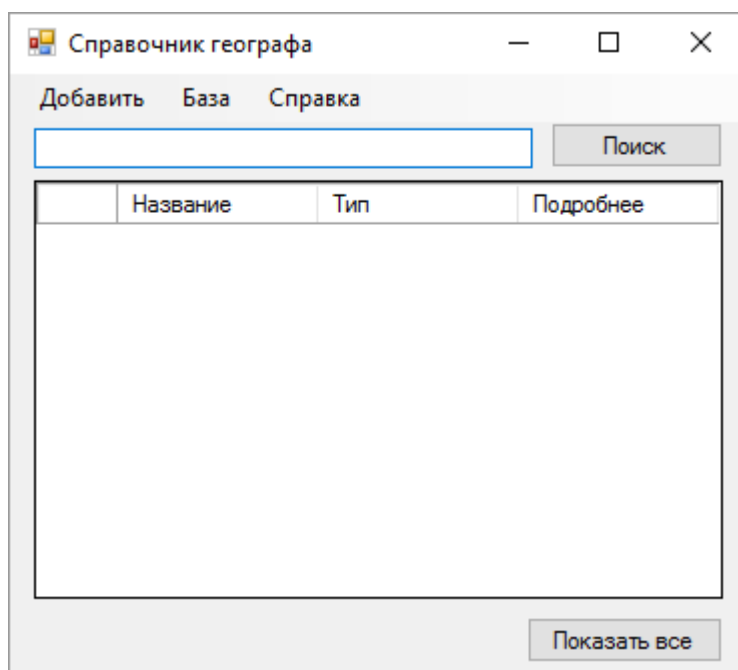 Справочник географа
Добавить База Справка
Поиск
Название Тип Подробнее
Показать все